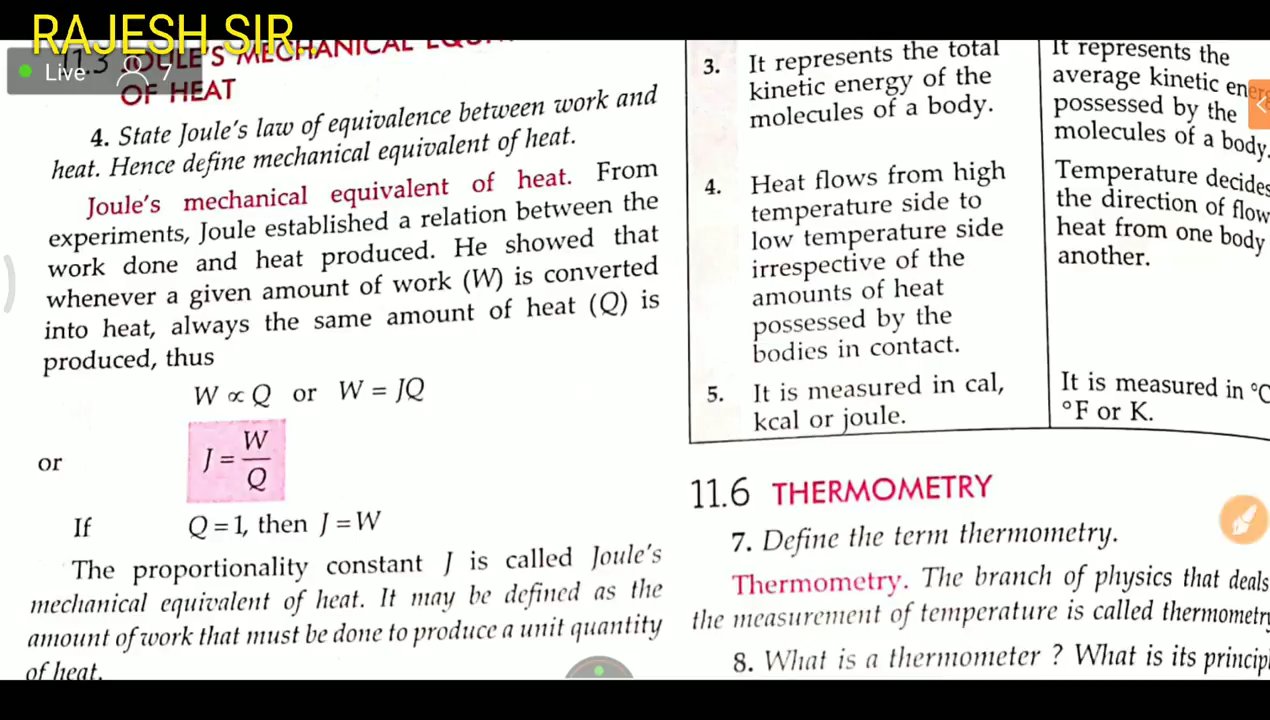 RAJESH SIR..
Live 7
11.3 JOULE'S MECHANICAL
OF HEAT
4. State Joule's law of equivalence between work and
heat. Hence define mechanical equivalent of heat.
Joule's mechanical equivalent of heat. From
experiments, Joule established a relation between the
work done and heat produced. He showed that
whenever a given amount of work (W) is converted
into heat, always the same amount of heat (Q) is
produced, thus
W ∝ Q or W = JQ
or J = W/Q
If Q = 1, then J = W
The proportionality constant J is called Joule's
mechanical equivalent of heat. It may be defined as the
amount of work that must be done to produce a unit quantity
of heat.
3. It represents the total
kinetic energy of the
molecules of a body.
It represents the
average kinetic
possessed by the
molecules of a body.
4. Heat flows from high
temperature side to
low temperature side
irrespective of the
amounts of heat
possessed by the
bodies in contact.
Temperature decides
the direction of flow
heat from one body
another.
5. It is measured in cal,
kcal or joule.
It is measured in °C
°F or K.
11.6 THERMOMETRY
7. Define the term thermometry.
Thermometry. The branch of physics that deals
the measurement of temperature is called thermometry
8. What is a thermometer ? What is its